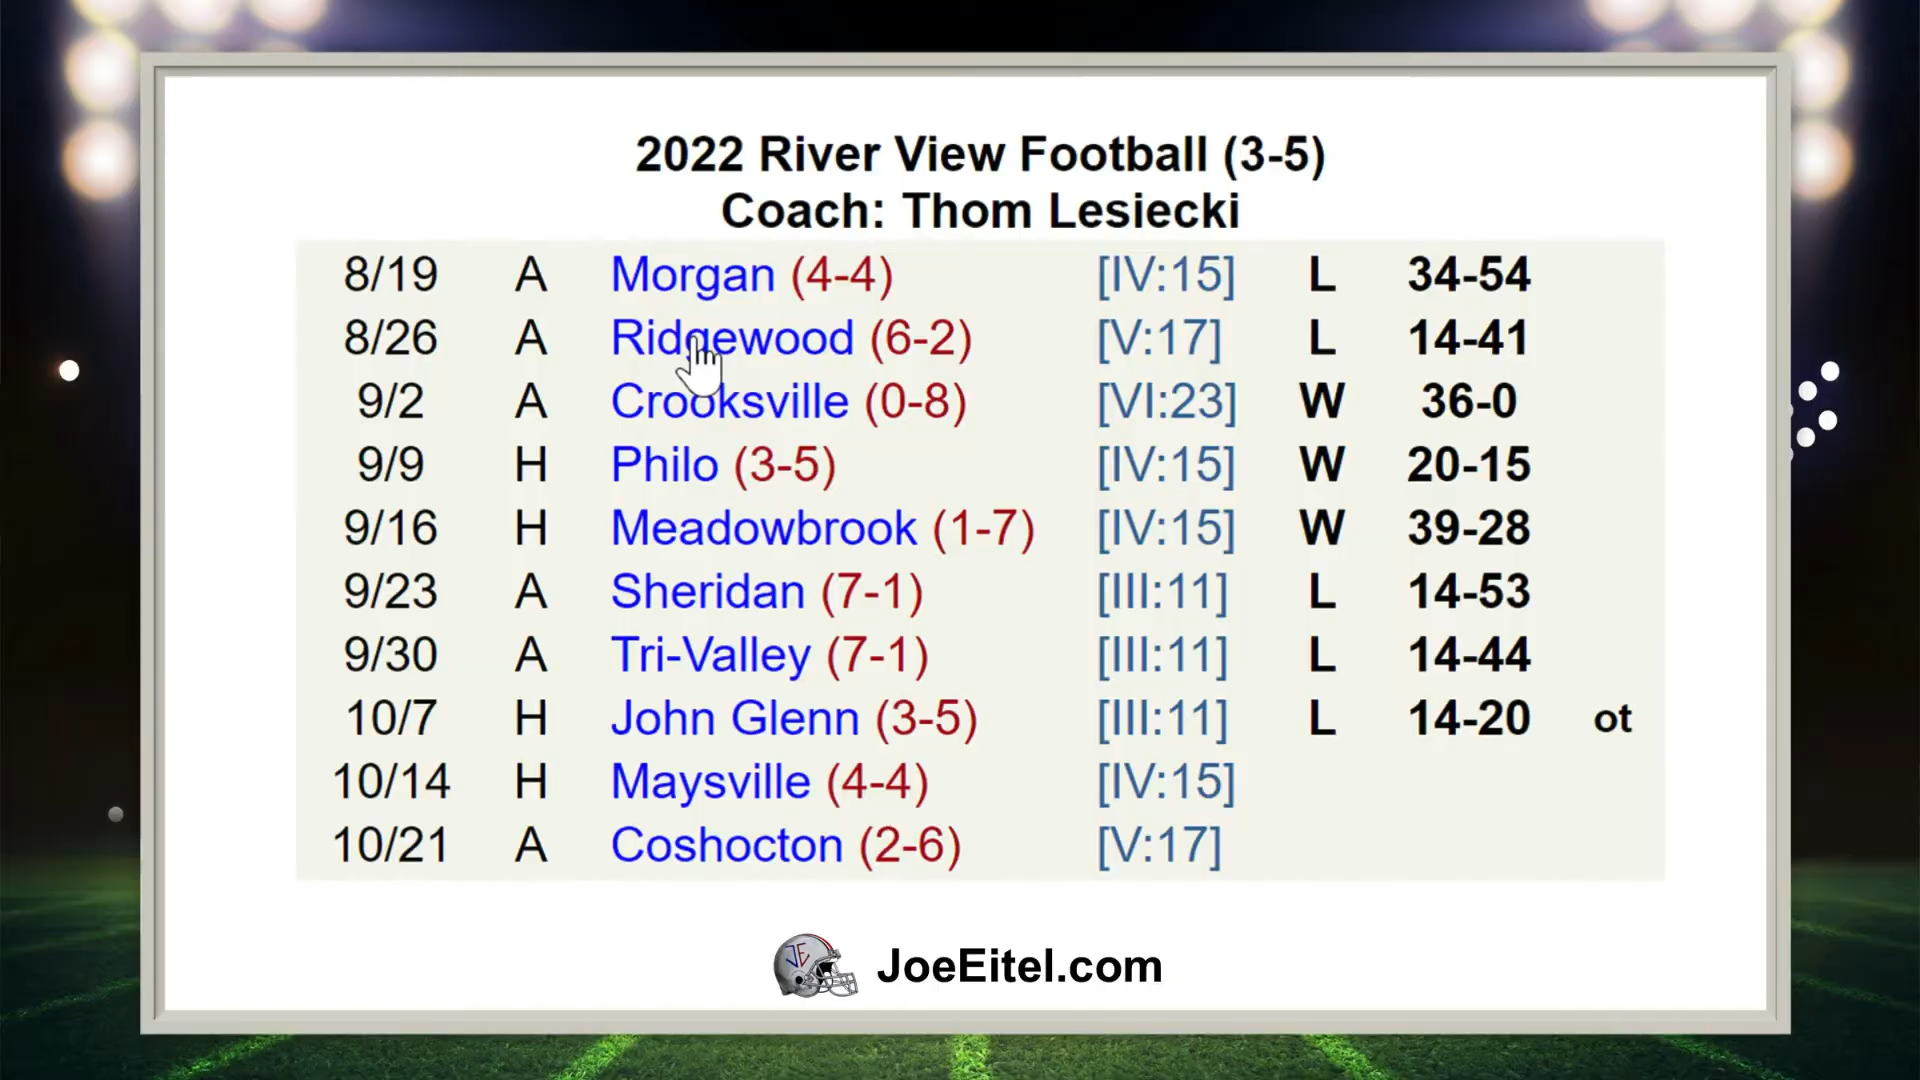 2022 River View Football (3-5)
Coach: Thom Lesiecki
8/19 A Morgan (4-4) [IV:15] L 34-54
8/26 A Ridgewood (6-2) [V:17] L 14-41
9/2 A Crooksville (0-8) [VI:23] W 36-0
9/9 H Philo (3-5) [IV:15] W 20-15
9/16 H Meadowbrook (1-7) [IV:15] W 39-28
9/23 A Sheridan (7-1) [III:11] L 14-53
9/30 A Tri-Valley (7-1) [III:11] L 14-44
10/7 H John Glenn (3-5) [III:11] L 14-20 ot
10/14 H Maysville (4-4) [IV:15]
10/21 A Coshocton (2-6) [V:17]
JE JoeEitel.com